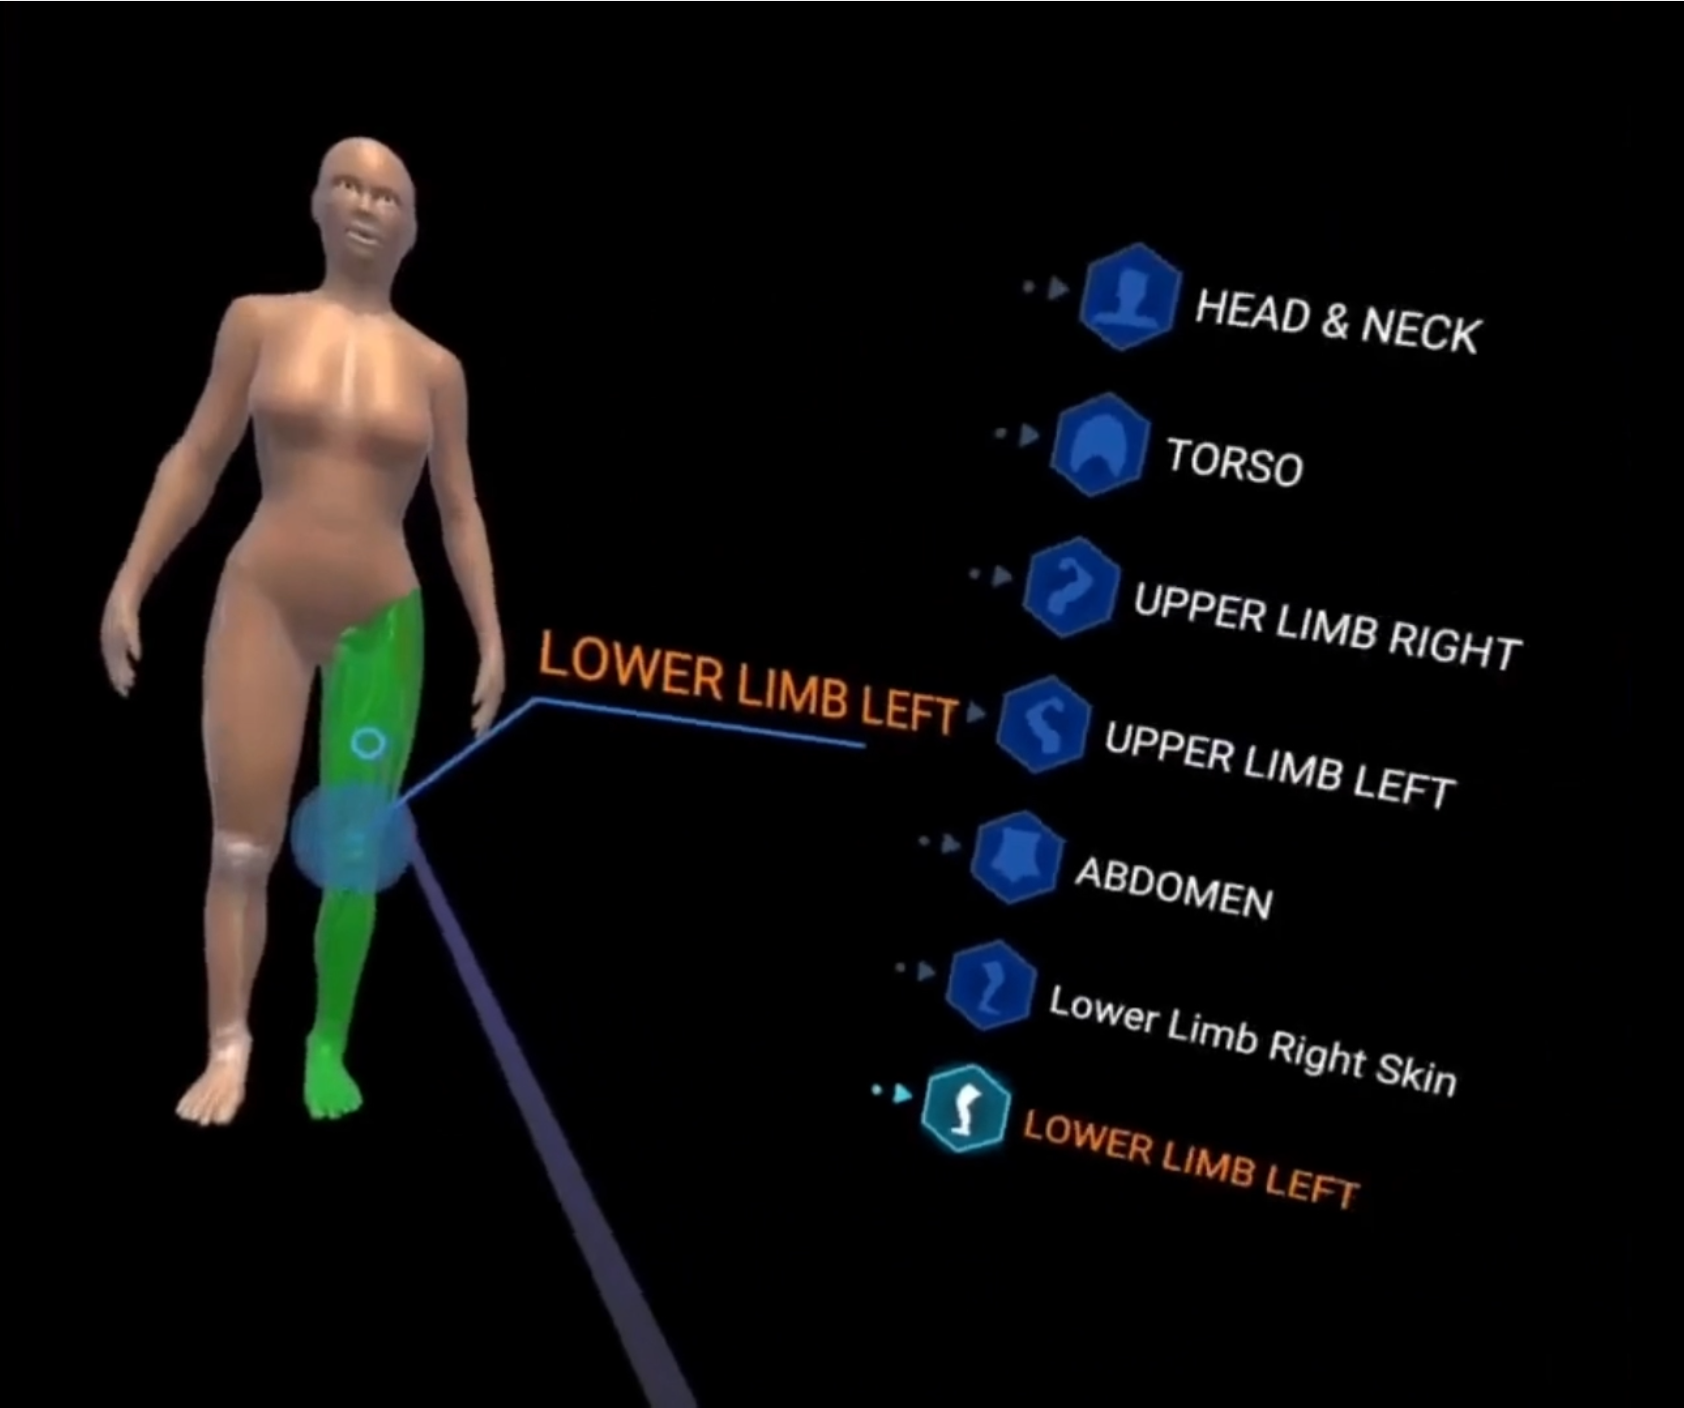 HEAD & NECK
TORSO
UPPER LIMB RIGHT
LOWER LIMB LEFT
UPPER LIMB LEFT
ABDOMEN
Lower Limb Right Skin
LOWER LIMB LEFT